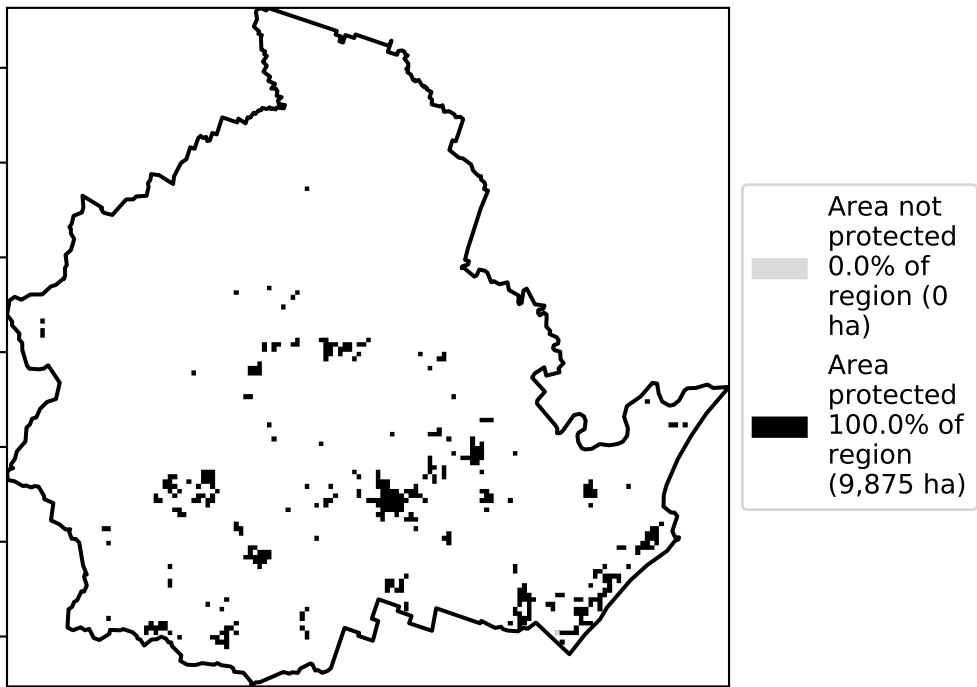 Area not
protected
0.0% of
region (0
ha)
Area
protected
100.0% of
region
(9,875 ha)